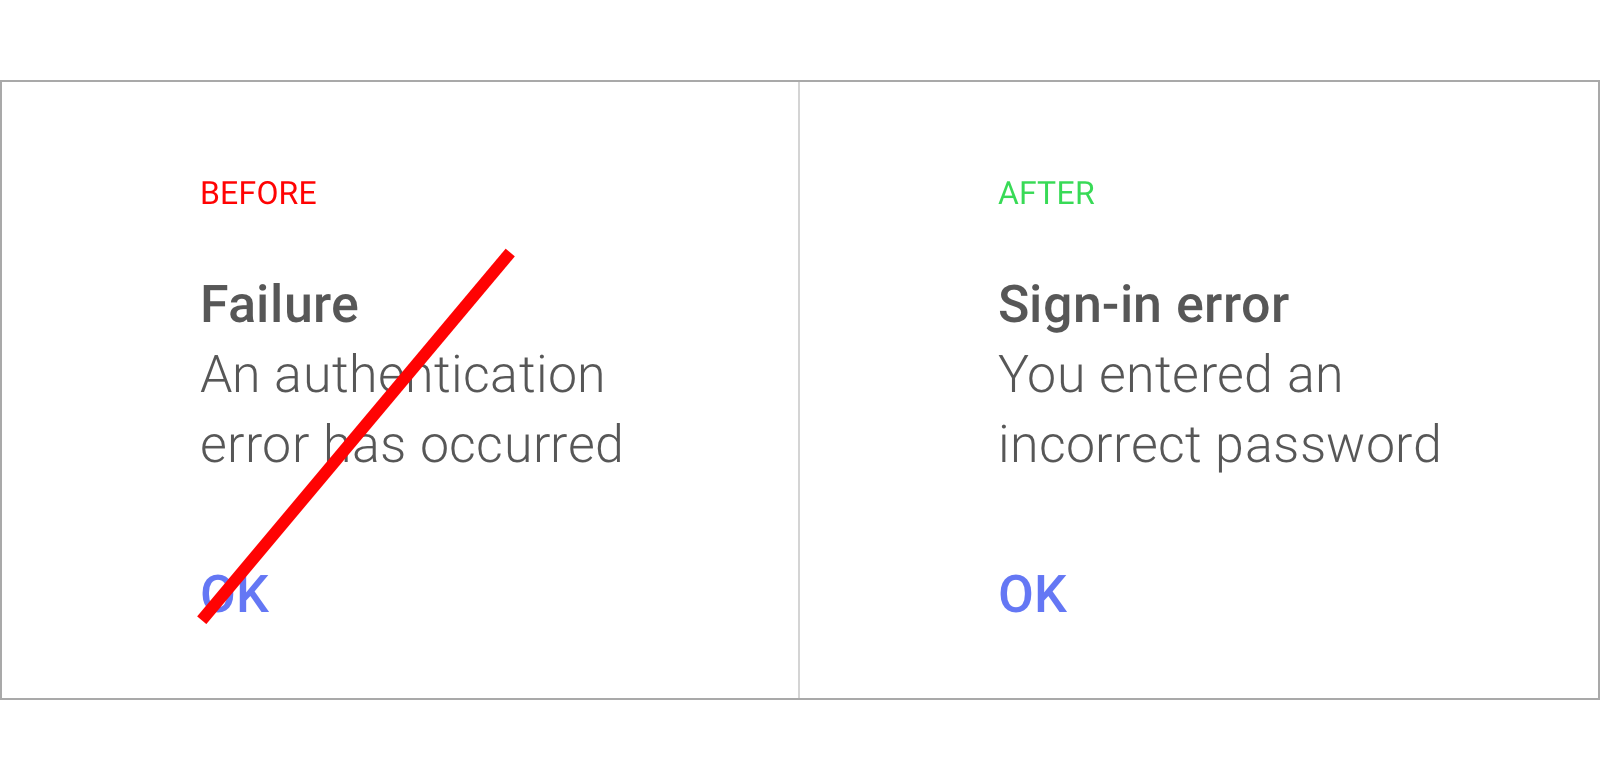 BEFORE
Failure
An authentication
error has occurred
OK
AFTER
Sign-in error
You entered an
incorrect password
OK